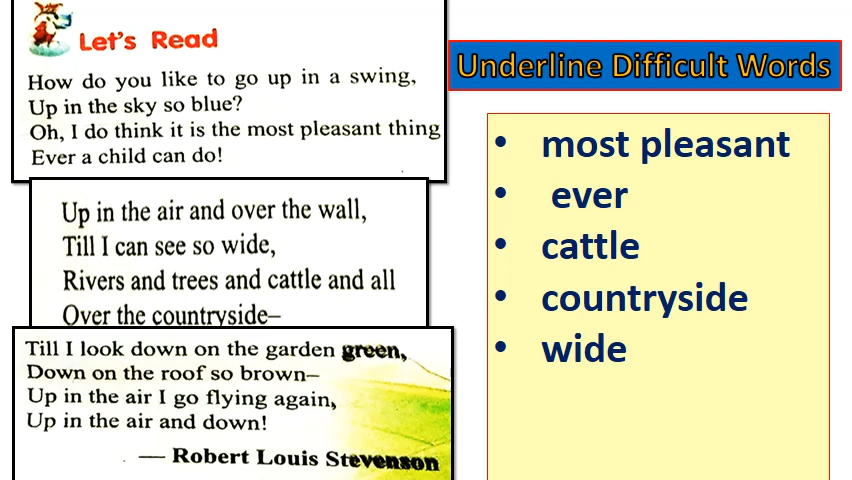 Let's Read
How do you like to go up in a swing,
Up in the sky so blue?
Oh, I do think it is the most pleasant thing
Ever a child can do!
Up in the air and over the wall,
Till I can see so wide,
Rivers and trees and cattle and all
Over the countryside–
Till I look down on the garden green,
Down on the roof so brown–
Up in the air I go flying again,
Up in the air and down!
— Robert Louis Stevenson
Underline Difficult Words
• most pleasant
• ever
• cattle
• countryside
• wide